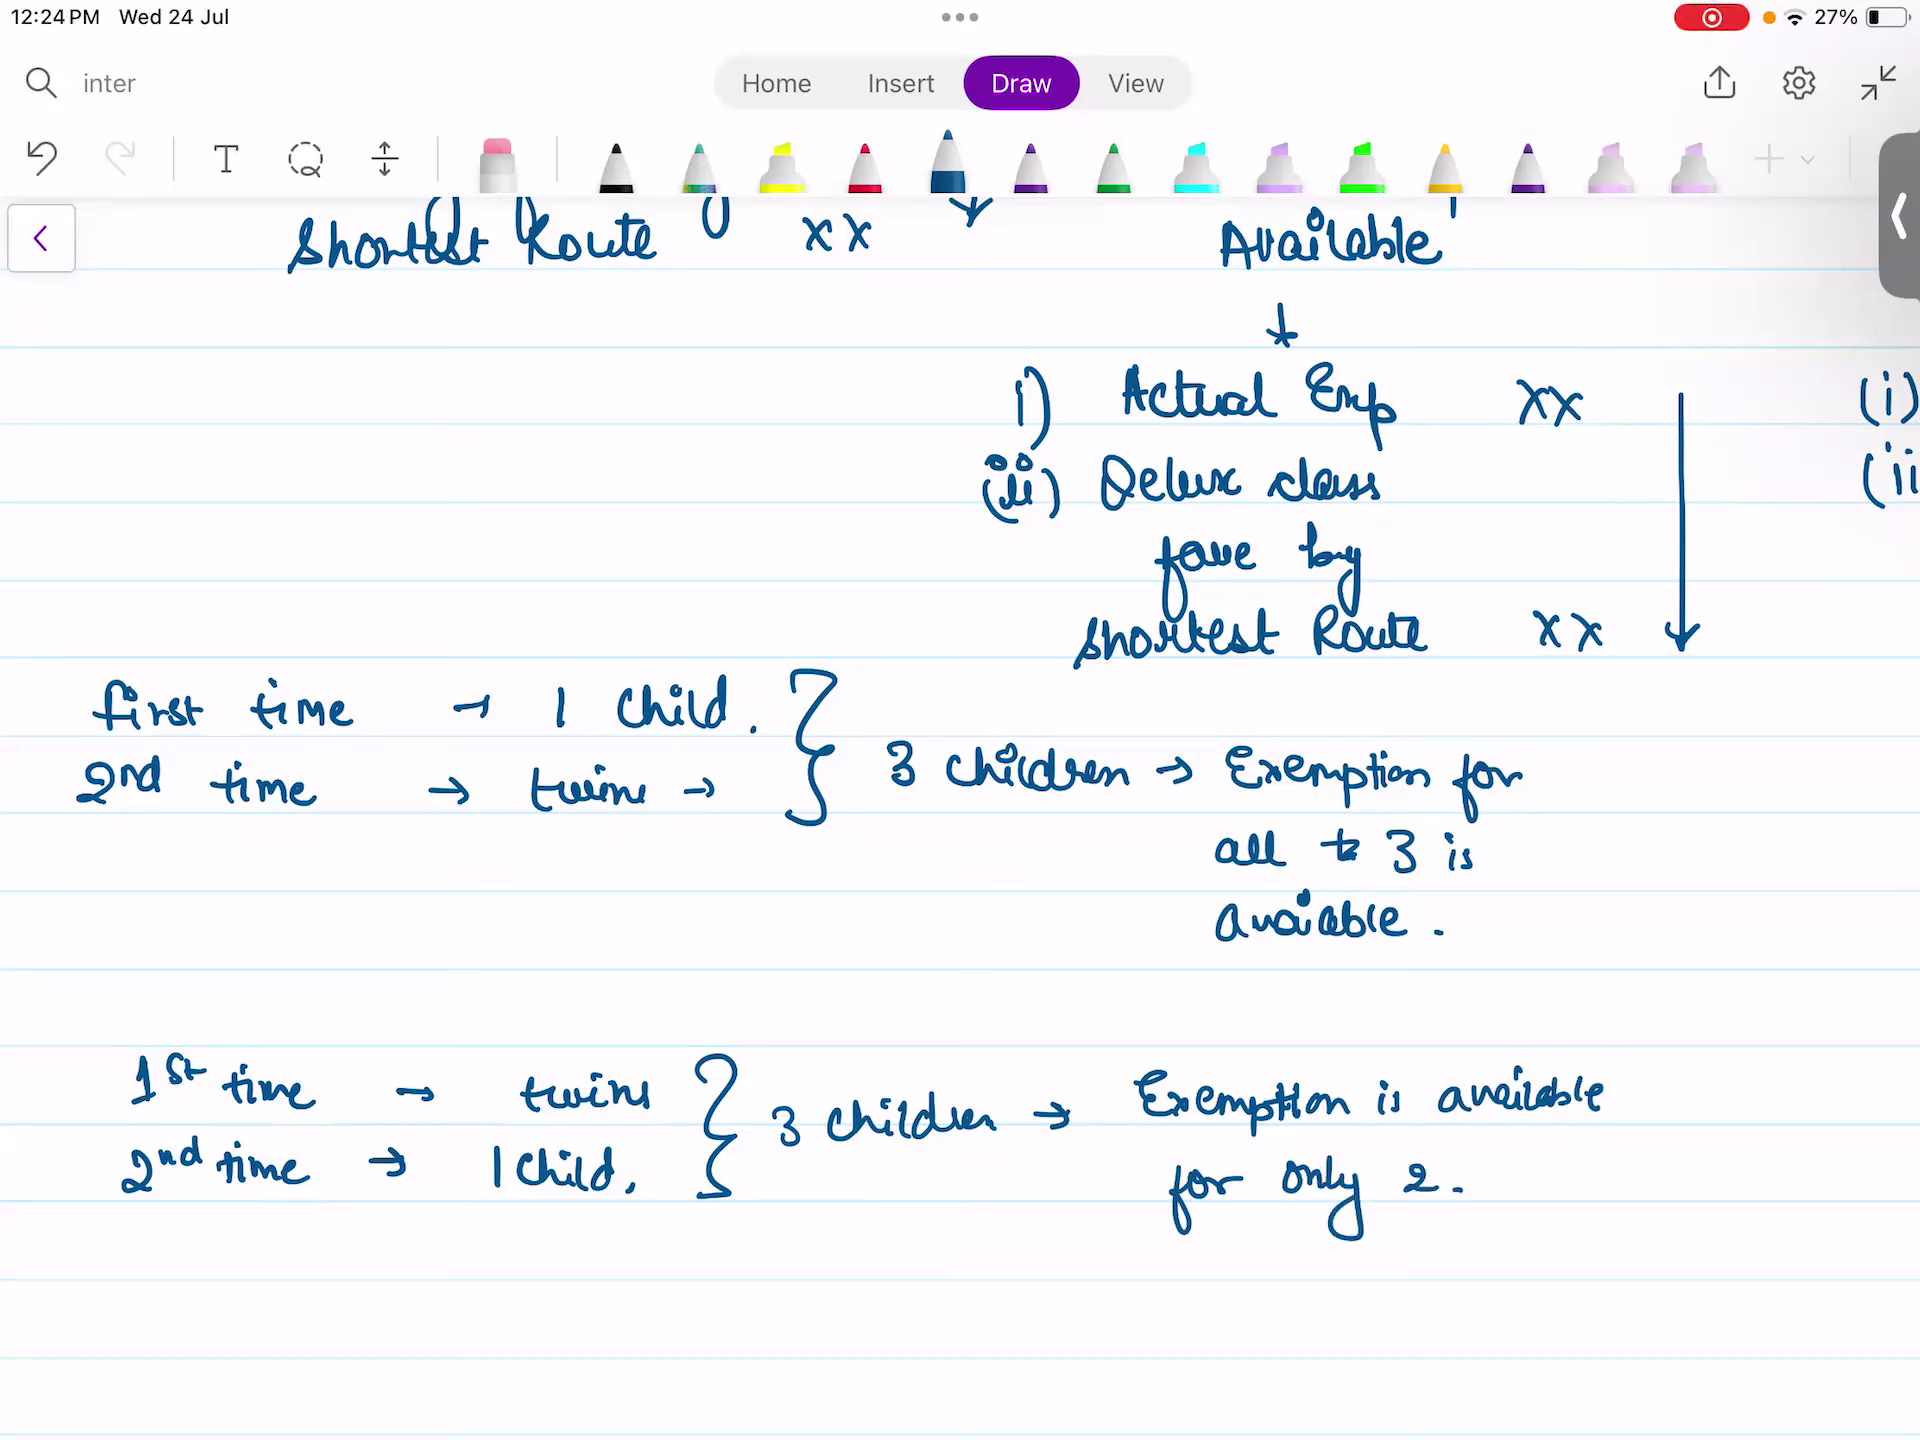 12:24 PM Wed 24 Jul
27%
inter
Home Insert Draw View
T
Shortest Route xx
Available
i) Actual Exp xx
(ii) Delux class
fare by
shortest Route xx
(i)
(ii
first time → 1 child.
2nd time → twins →
3 children → Exemption for
all 3 is
avaiable.
1st time → twins
2nd time → 1 child,
3 children → Exemption is available
for only 2.